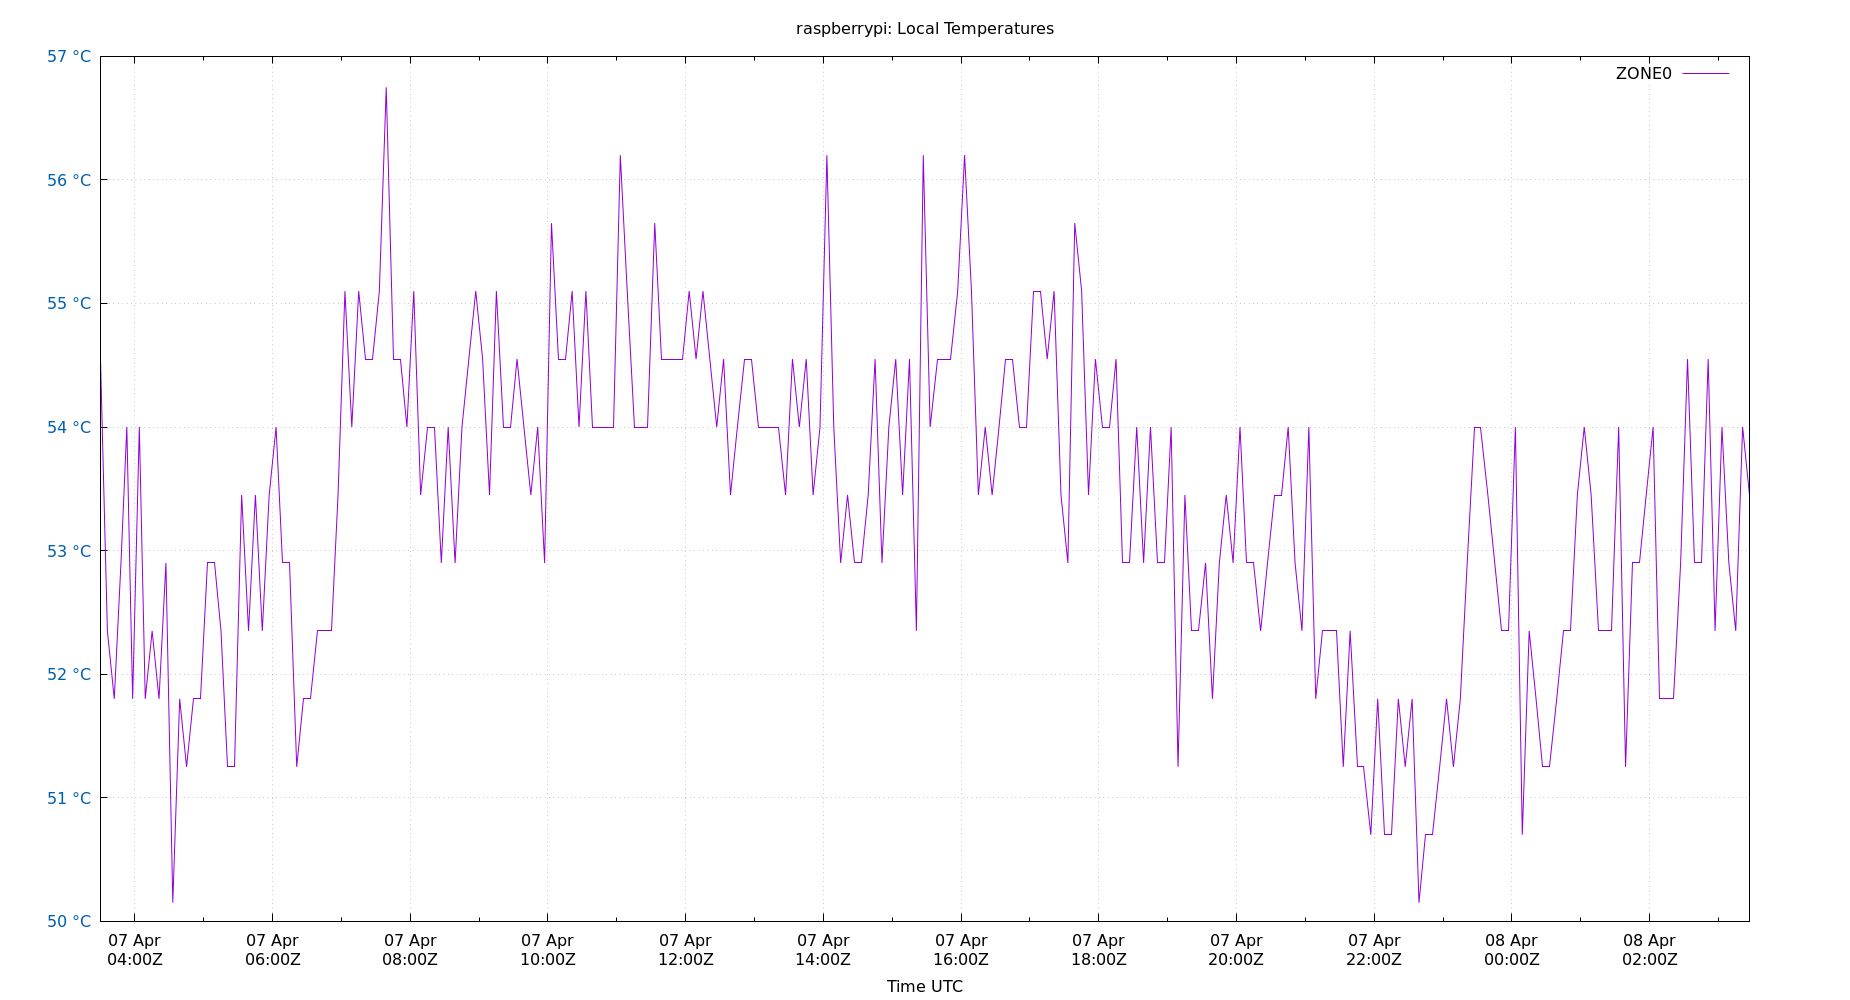 raspberrypi: Local Temperatures
57 °C
ZONE0
56 °C
55 °C
54 °C
53 °C
52 °C
51 °C
50 °C
07 Apr 07 Apr 07 Apr 07 Apr 07 Apr 07 Apr 07 Apr 07 Apr 07 Apr 07 Apr 08 Apr 08 Apr
04:00Z 06:00Z 08:00Z 10:00Z 12:00Z 14:00Z 16:00Z 18:00Z 20:00Z 22:00Z 00:00Z 02:00Z
Time UTC